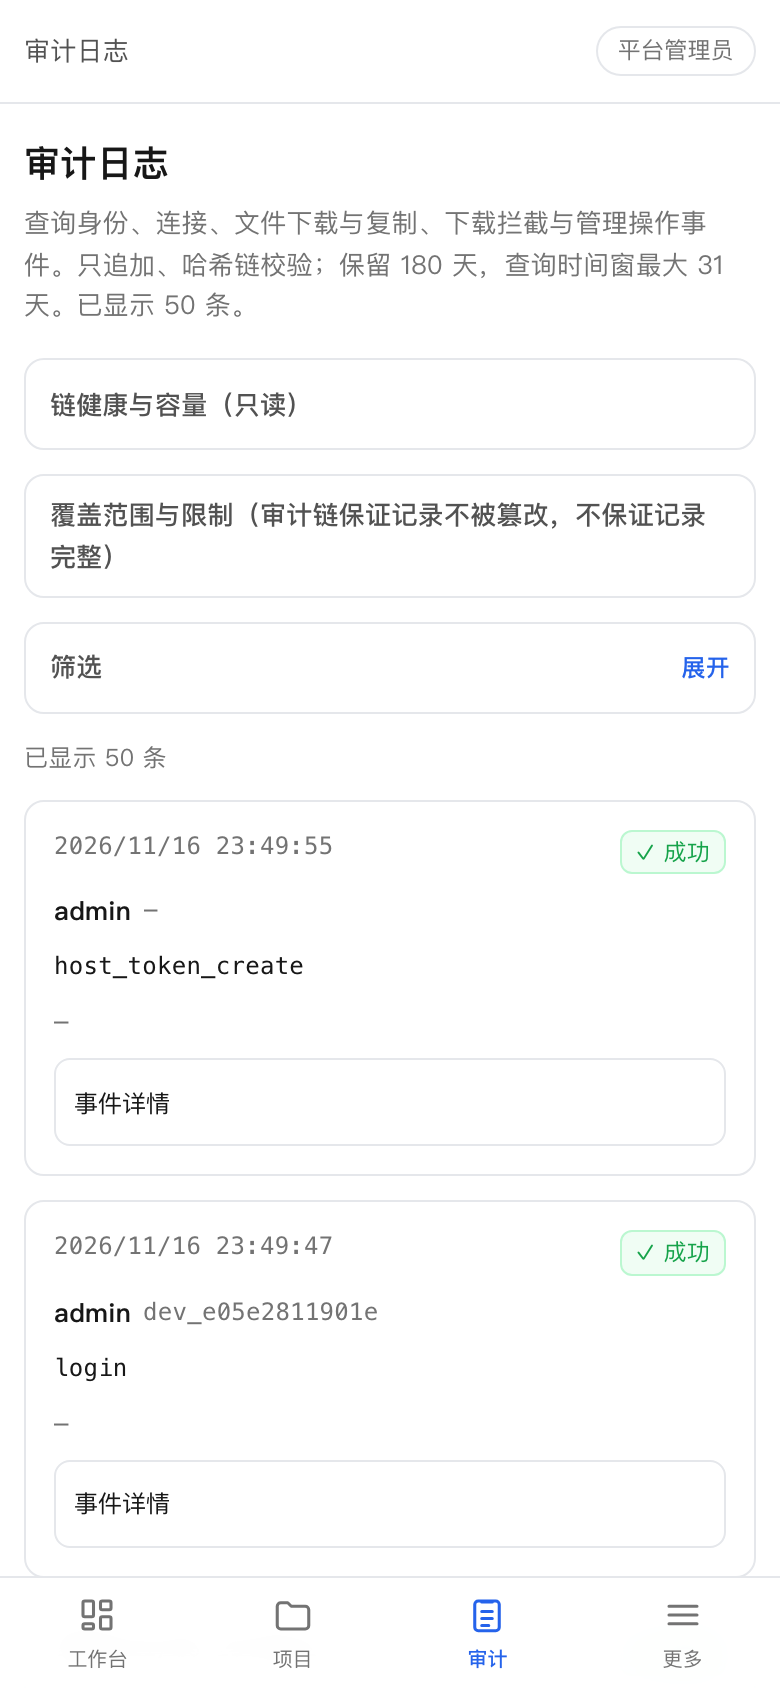 审计日志
平台管理员
审计日志
查询身份、连接、文件下载与复制、下载拦截与管理操作事
件。只追加、哈希链校验；保留 180 天，查询时间窗最大 31
天。已显示 50 条。
链健康与容量（只读）
覆盖范围与限制（审计链保证记录不被篡改，不保证记录
完整）
筛选
展开
已显示 50 条
2026/11/16 23:49:55
✓ 成功
admin —
host_token_create
—
事件详情
2026/11/16 23:49:47
✓ 成功
admin dev_e05e2811901e
login
—
事件详情
工作台
项目
审计
更多